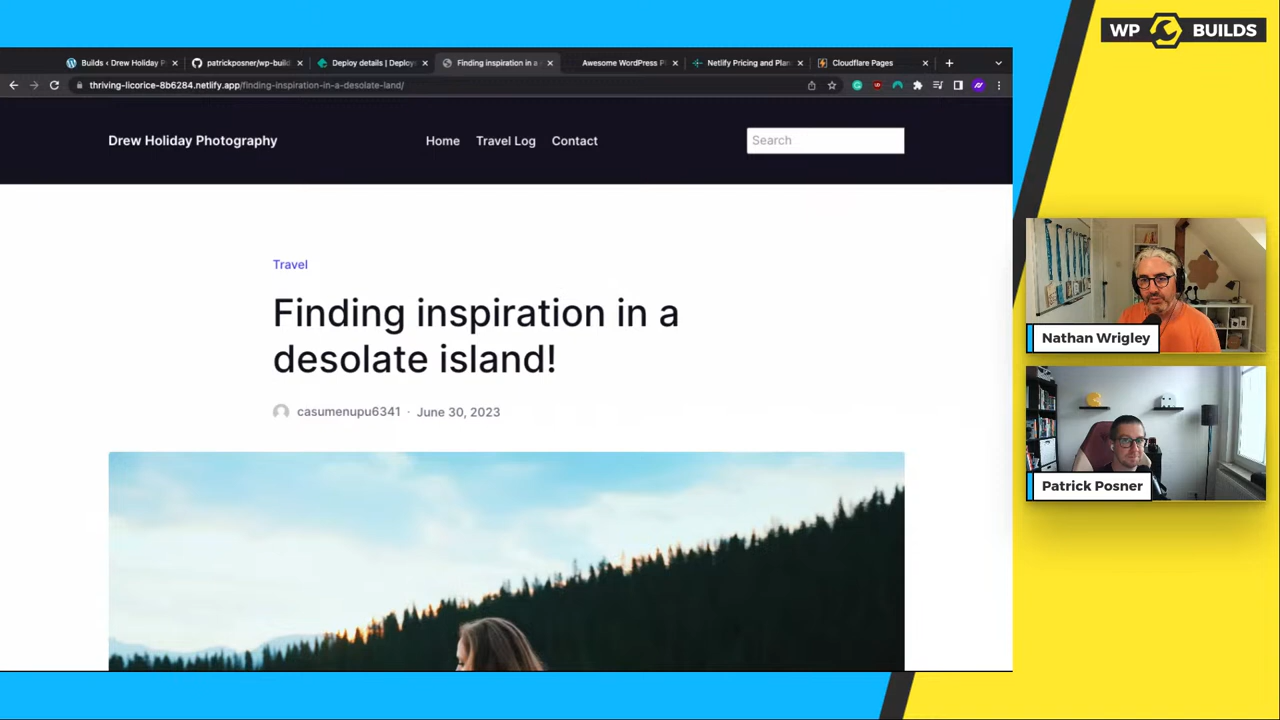 WP BUILDS
Builds ‹ Drew Holiday P
patrickposner/wp-build
Deploy details | Deploy
Finding inspiration in a
Awesome WordPress Pl
Netlify Pricing and Plan
Cloudflare Pages
thriving-licorice-8b6284.netlify.app/finding-inspiration-in-a-desolate-land/
Drew Holiday Photography
Home
Travel Log
Contact
Search
Travel
Finding inspiration in a
desolate island!
casumenupu6341 · June 30, 2023
Nathan Wrigley
Patrick Posner